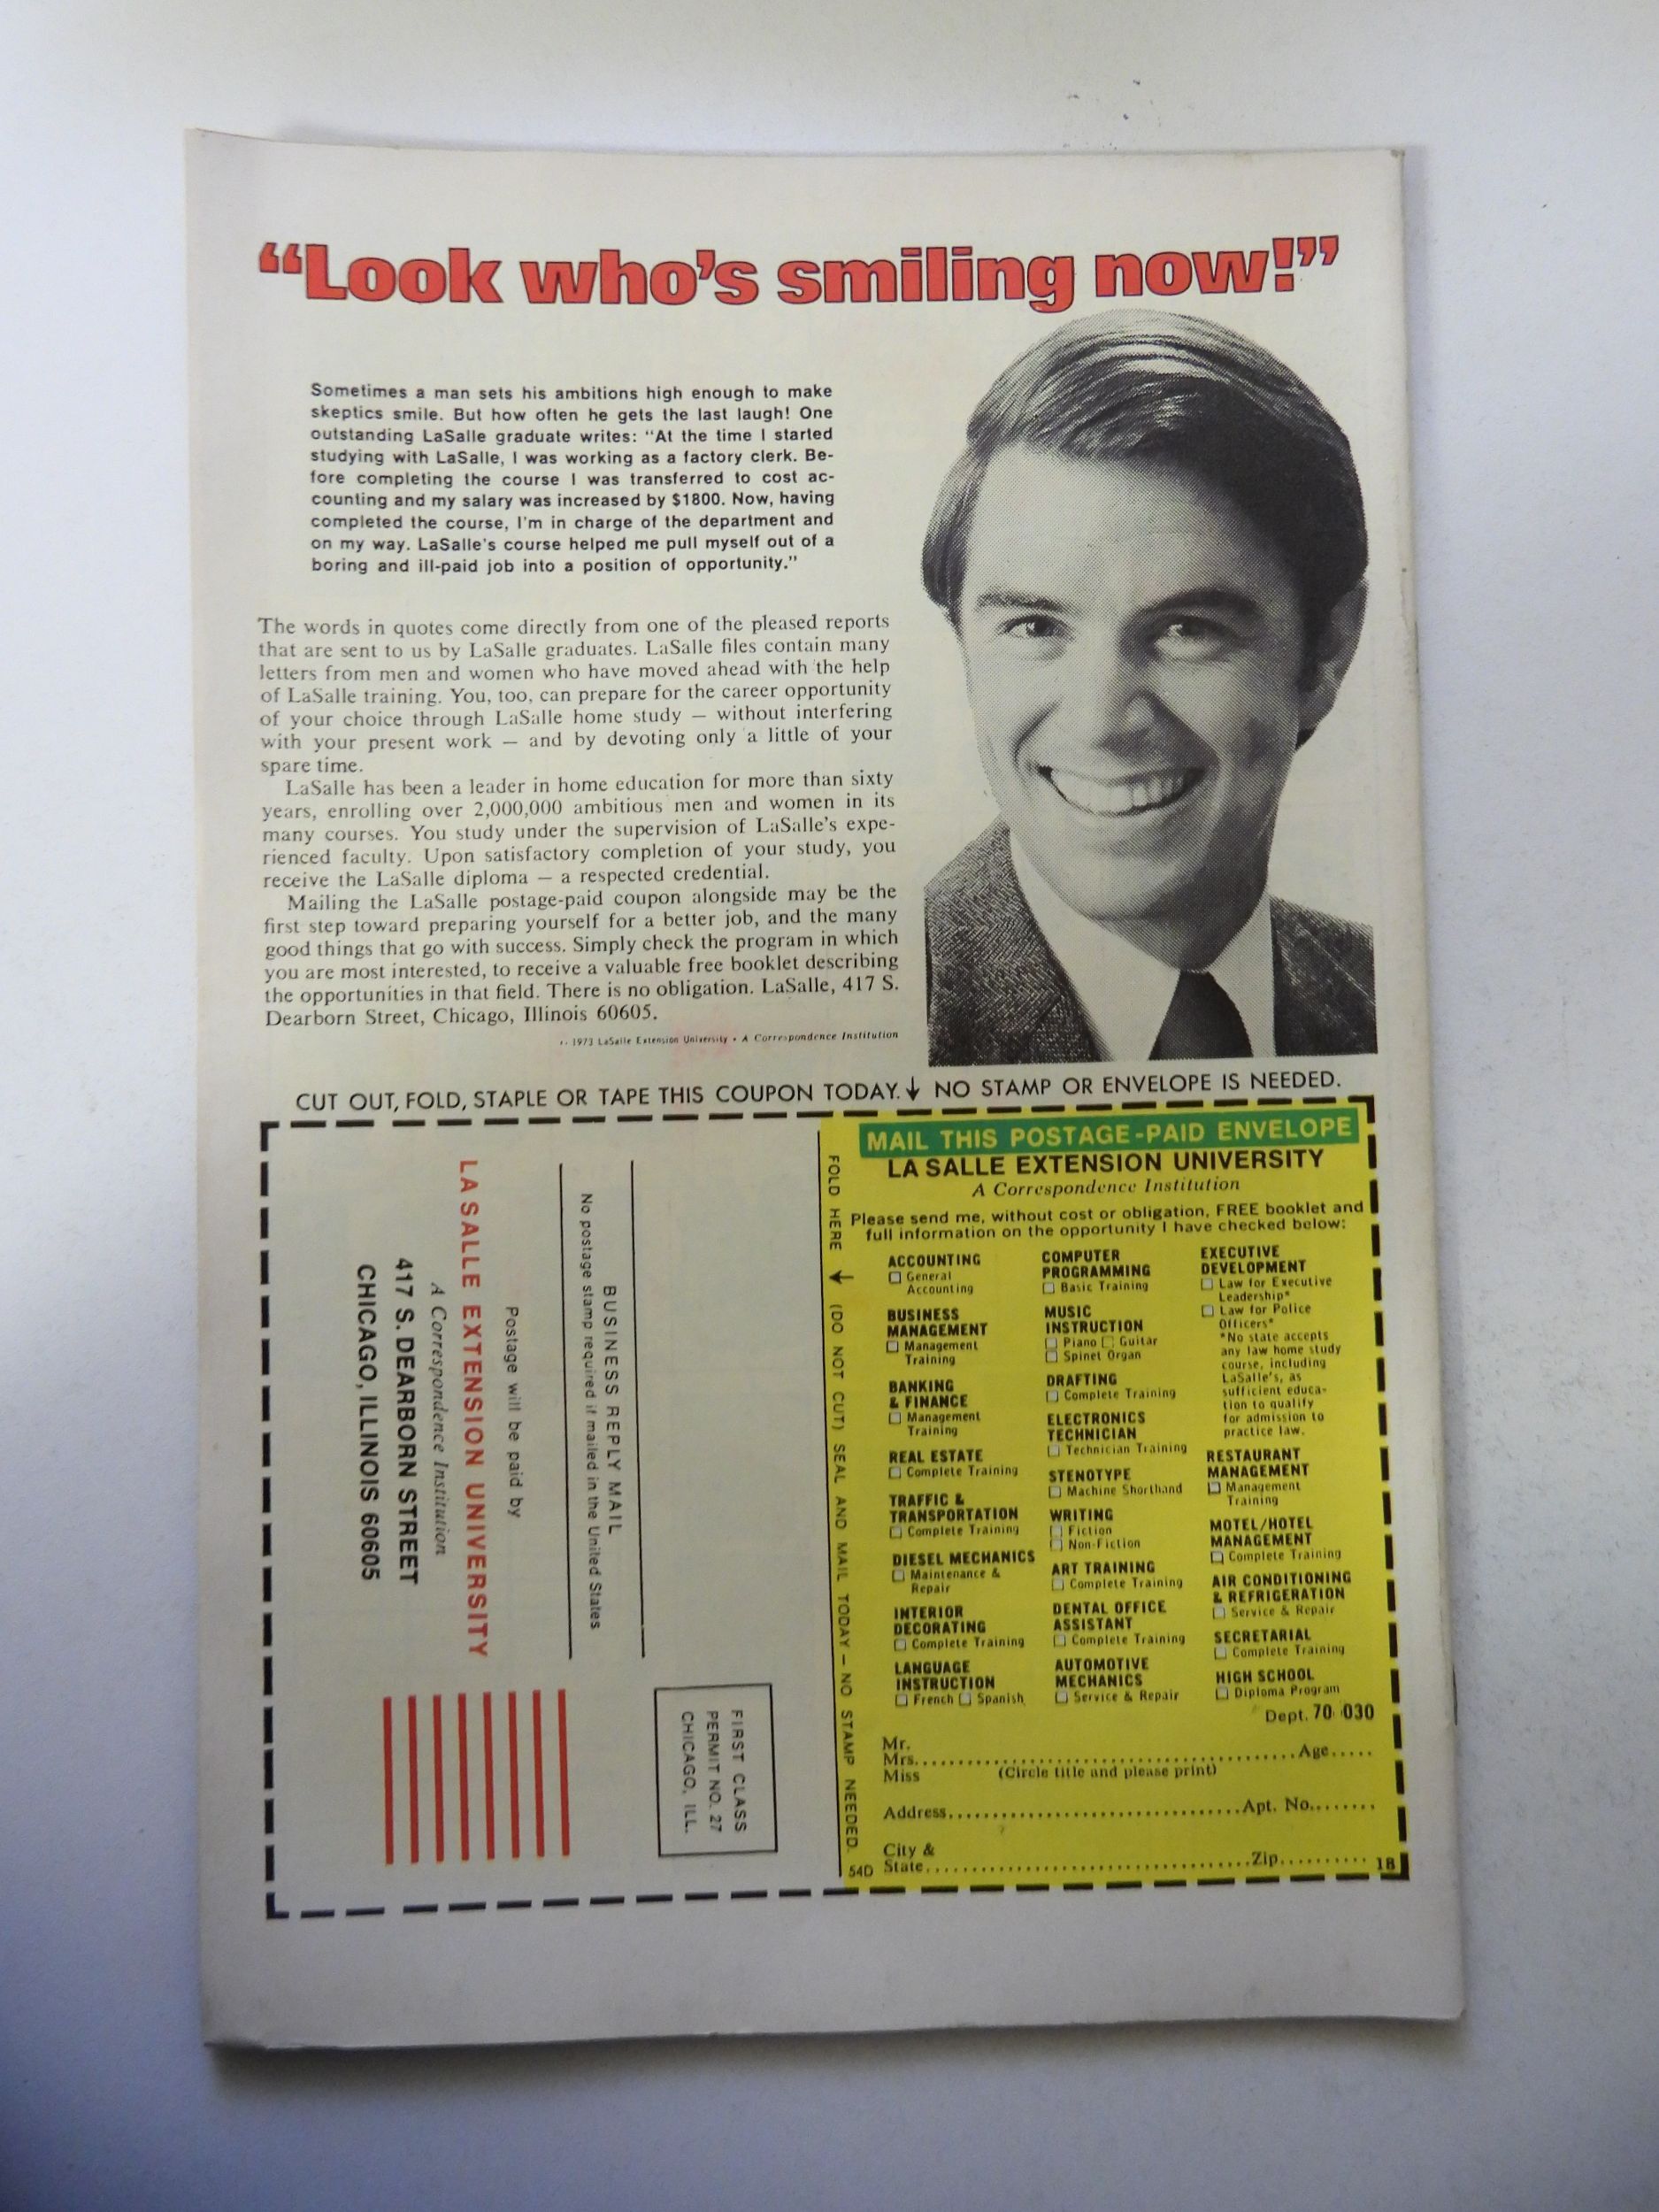 “Look who’s smiling now!”
Sometimes a man sets his ambitions high enough to make
skeptics smile. But how often he gets the last laugh! One
outstanding LaSalle graduate writes: “At the time I started
studying with LaSalle, I was working as a factory clerk. Be-
fore completing the course I was transferred to cost ac-
counting and my salary was increased by $1800. Now, having
completed the course, I’m in charge of the department and
on my way. LaSalle’s course helped me pull myself out of a
boring and ill-paid job into a position of opportunity.”
The words in quotes come directly from one of the pleased reports
that are sent to us by LaSalle graduates. LaSalle files contain many
letters from men and women who have moved ahead with the help
of LaSalle training. You, too, can prepare for the career opportunity
of your choice through LaSalle home study — without interfering
with your present work — and by devoting only a little of your
spare time.
LaSalle has been a leader in home education for more than sixty
years, enrolling over 2,000,000 ambitious men and women in its
many courses. You study under the supervision of LaSalle’s expe-
rienced faculty. Upon satisfactory completion of your study, you
receive the LaSalle diploma — a respected credential.
Mailing the LaSalle postage-paid coupon alongside may be the
first step toward preparing yourself for a better job, and the many
good things that go with success. Simply check the program in which
you are most interested, to receive a valuable free booklet describing
the opportunities in that field. There is no obligation. LaSalle, 417 S.
Dearborn Street, Chicago, Illinois 60605.
1973 LaSalle Extension University • A Correspondence Institution
CUT OUT, FOLD, STAPLE OR TAPE THIS COUPON TODAY. ↓ NO STAMP OR ENVELOPE IS NEEDED.
FIRST CLASS
PERMIT NO. 27
CHICAGO, ILL.
BUSINESS REPLY MAIL
No postage stamp required if mailed in the United States
Postage will be paid by
LA SALLE EXTENSION UNIVERSITY
A Correspondence Institution
417 S. DEARBORN STREET
CHICAGO, ILLINOIS 60605
FOLD HERE ↓ (DO NOT CUT) SEAL AND MAIL TODAY — NO STAMP NEEDED.
MAIL THIS POSTAGE-PAID ENVELOPE
LA SALLE EXTENSION UNIVERSITY
A Correspondence Institution
Please send me, without cost or obligation, FREE booklet and
full information on the opportunity I have checked below:
ACCOUNTING
☐ General
Accounting
BUSINESS
MANAGEMENT
☐ Management
Training
BANKING
& FINANCE
☐ Management
Training
REAL ESTATE
☐ Complete Training
TRAFFIC &
TRANSPORTATION
☐ Complete Training
DIESEL MECHANICS
☐ Maintenance &
Repair
INTERIOR
DECORATING
☐ Complete Training
LANGUAGE
INSTRUCTION
☐ French ☐ Spanish
COMPUTER
PROGRAMMING
☐ Basic Training
MUSIC
INSTRUCTION
☐ Piano ☐ Guitar
☐ Spinet Organ
DRAFTING
☐ Complete Training
ELECTRONICS
TECHNICIAN
☐ Technician Training
STENOTYPE
☐ Machine Shorthand
WRITING
☐ Fiction
☐ Non-Fiction
ART TRAINING
☐ Complete Training
DENTAL OFFICE
ASSISTANT
☐ Complete Training
AUTOMOTIVE
MECHANICS
☐ Service & Repair
EXECUTIVE
DEVELOPMENT
☐ Law for Executive
Leadership*
☐ Law for Police
Officers*
*No state accepts
any law home study
course, including
LaSalle’s, as
sufficient educa-
tion to qualify
for admission to
practice law.
RESTAURANT
MANAGEMENT
☐ Management
Training
MOTEL/HOTEL
MANAGEMENT
☐ Complete Training
AIR CONDITIONING
& REFRIGERATION
☐ Service & Repair
SECRETARIAL
☐ Complete Training
HIGH SCHOOL
☐ Diploma Program
Dept. 70-030
Mr.
Mrs. ........ Age .....
Miss (Circle title and please print)
Address ........ Apt. No. ........
City &
State ........ Zip ..........
54D
18